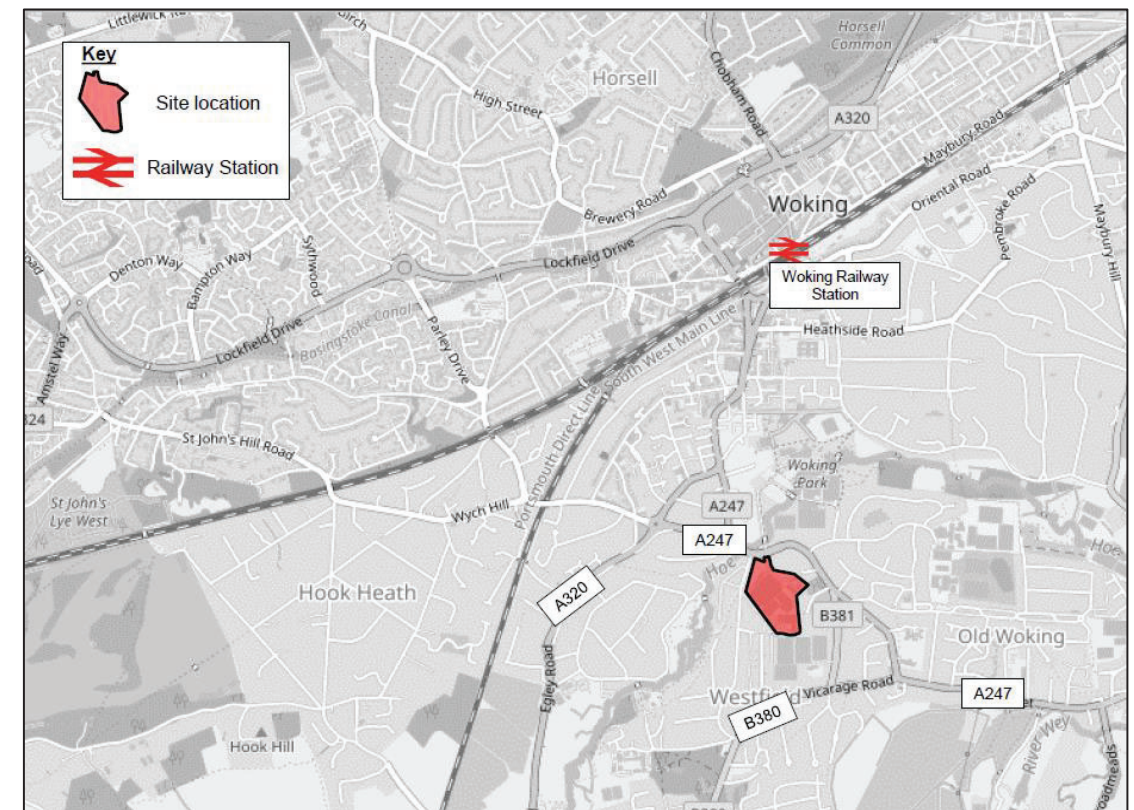 Littlewick
Key
Site location
Railway Station
Horsell
Common
Horsell
High Street
Chobham Road
A320
Maybury Road
Brewery Road
Woking
Oriental Road
Pembroke Road
Maybury Hill
Woking Railway
Station
Heathside Road
Sythwood
Denton Way
Bampton Way
Lockfield Drive
Lockfield Drive
Basingstoke Canal
Parley Drive
Amstel Way
South West Main Line
Portsmouth Direct Line
St John's Hill Road
St John's
Lye West
Wych Hill
Woking
Park
A247
A247
Hoe
Hoe
Hook Heath
A320
B381
Old Woking
Egley Road
Westfield
Vicarage Road
A247
B380
Hook Hill
River Wey